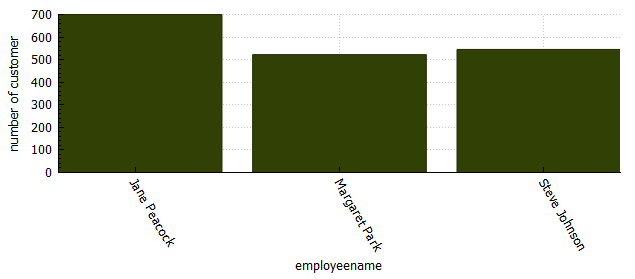 700
600
500
400
300
200
100
0
number of customer
Jane Peacock
Margaret Park
Steve Johnson
employeename